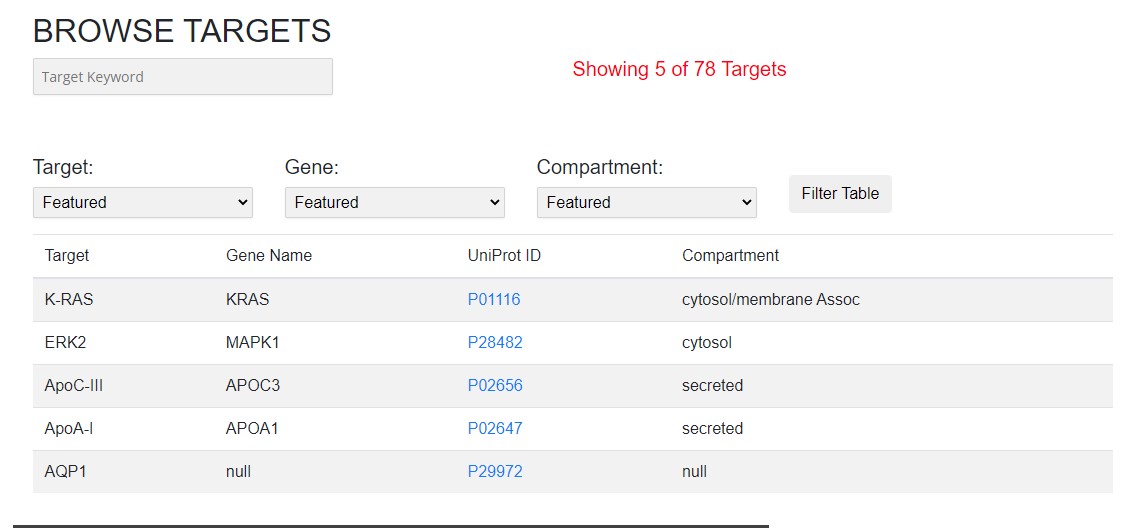 BROWSE TARGETS
Target Keyword
Showing 5 of 78 Targets
Target: Gene: Compartment:
Featured Featured Featured Filter Table
Target Gene Name UniProt ID Compartment
K-RAS KRAS P01116 cytosol/membrane Assoc
ERK2 MAPK1 P28482 cytosol
ApoC-III APOC3 P02656 secreted
ApoA-I APOA1 P02647 secreted
AQP1 null P29972 null